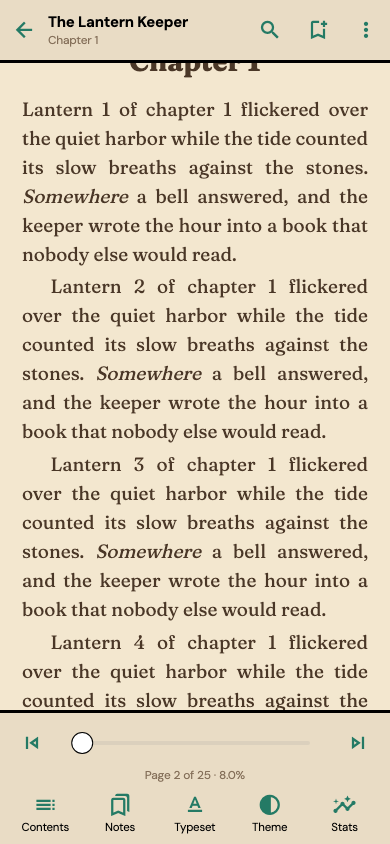 The Lantern Keeper
Chapter 1
Chapter 1
Lantern 1 of chapter 1 flickered over
the quiet harbor while the tide counted
its slow breaths against the stones.
Somewhere a bell answered, and the
keeper wrote the hour into a book that
nobody else would read.
Lantern 2 of chapter 1 flickered
over the quiet harbor while the tide
counted its slow breaths against the
stones. Somewhere a bell answered,
and the keeper wrote the hour into a
book that nobody else would read.
Lantern 3 of chapter 1 flickered
over the quiet harbor while the tide
counted its slow breaths against the
stones. Somewhere a bell answered,
and the keeper wrote the hour into a
book that nobody else would read.
Lantern 4 of chapter 1 flickered
over the quiet harbor while the tide
counted its slow breaths against the
Page 2 of 25 · 8.0%
Contents Notes Typeset Theme Stats